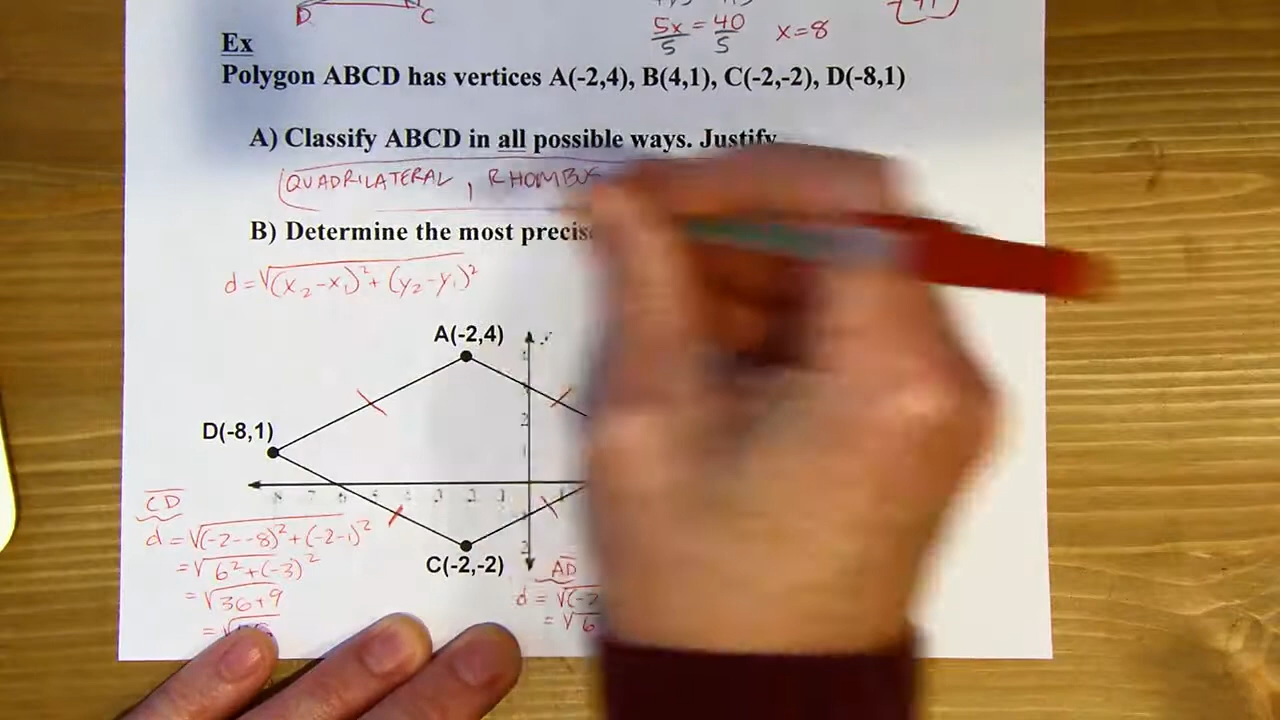 D C
5x = 40
5 5
x=8
Ex
Polygon ABCD has vertices A(-2,4), B(4,1), C(-2,-2), D(-8,1)
A) Classify ABCD in all possible ways. Justify
QUADRILATERAL, RHOMBUS
B) Determine the most
d=√(x₂-x₁)²+(y₂-y₁)²
A(-2,4)
D(-8,1)
C(-2,-2)
CD
d=√(-2--8)²+(-2-1)²
=√6²+(-3)²
=√36+9
AD
d = √(-2
= √6